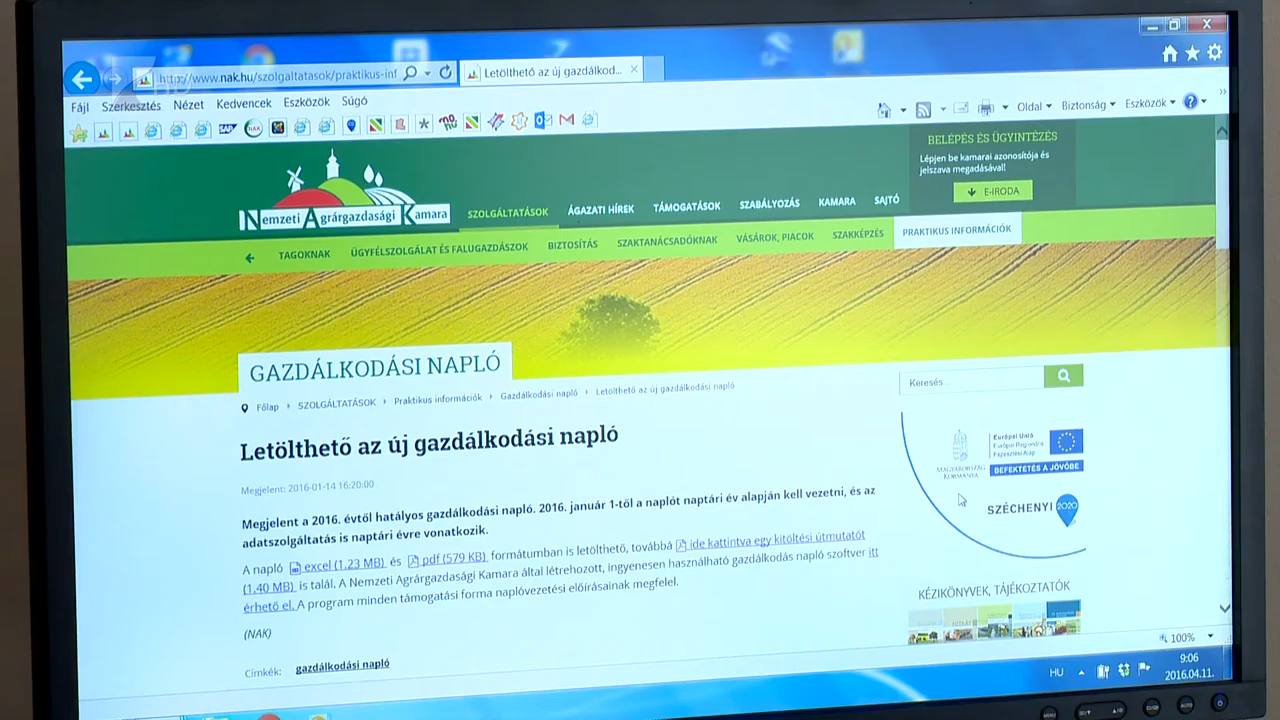 http://www.nak.hu/szolgaltatasok/praktikus-inf
Letölthető az új gazdálkod...
Fájl Szerkesztés Nézet Kedvencek Eszközök Súgó
Oldal Biztonság Eszközök
BELÉPÉS ÉS ÜGYINTÉZÉS
Lépjen be kamarai azonosítója és
jelszava megadásával!
E-IRODA
Nemzeti Agrárgazdasági Kamara
SZOLGÁLTATÁSOK ÁGAZATI HÍREK TÁMOGATÁSOK SZABÁLYOZÁS KAMARA SAJTÓ
TAGOKNAK ÜGYFÉLSZOLGÁLAT ÉS FALUGAZDÁSZOK BIZTOSÍTÁS SZAKTANÁCSADÓKNAK VÁSÁROK, PIACOK SZAKKÉPZÉS PRAKTIKUS INFORMÁCIÓK
GAZDÁLKODÁSI NAPLÓ
Keresés...
Főlap SZOLGÁLTATÁSOK Praktikus információk Gazdálkodási napló Letölthető az új gazdálkodási napló
Letölthető az új gazdálkodási napló
Megjelent: 2016-01-14 16:20:00
Megjelent a 2016. évtől hatályos gazdálkodási napló. 2016. január 1-től a naplót naptári év alapján kell vezetni, és az
adatszolgáltatás is naptári évre vonatkozik.
A napló excel (1,23 MB) és pdf (579 KB) formátumban is letölthető, továbbá ide kattintva egy kitöltési útmutatót
(1,40 MB) is talál. A Nemzeti Agrárgazdasági Kamara által létrehozott, ingyenesen használható gazdálkodás napló szoftver itt
érhető el. A program minden támogatási forma naplóvezetési előírásainak megfelel.
(NAK)
Címkék: gazdálkodási napló
MAGYARORSZÁG
KORMÁNYA
Európai Unió
Európai Regionális
Fejlesztési Alap
BEFEKTETÉS A JÖVŐBE
SZÉCHENYI 2020
KÉZIKÖNYVEK, TÁJÉKOZTATÓK
100%
HU
9:06
2016.04.11.